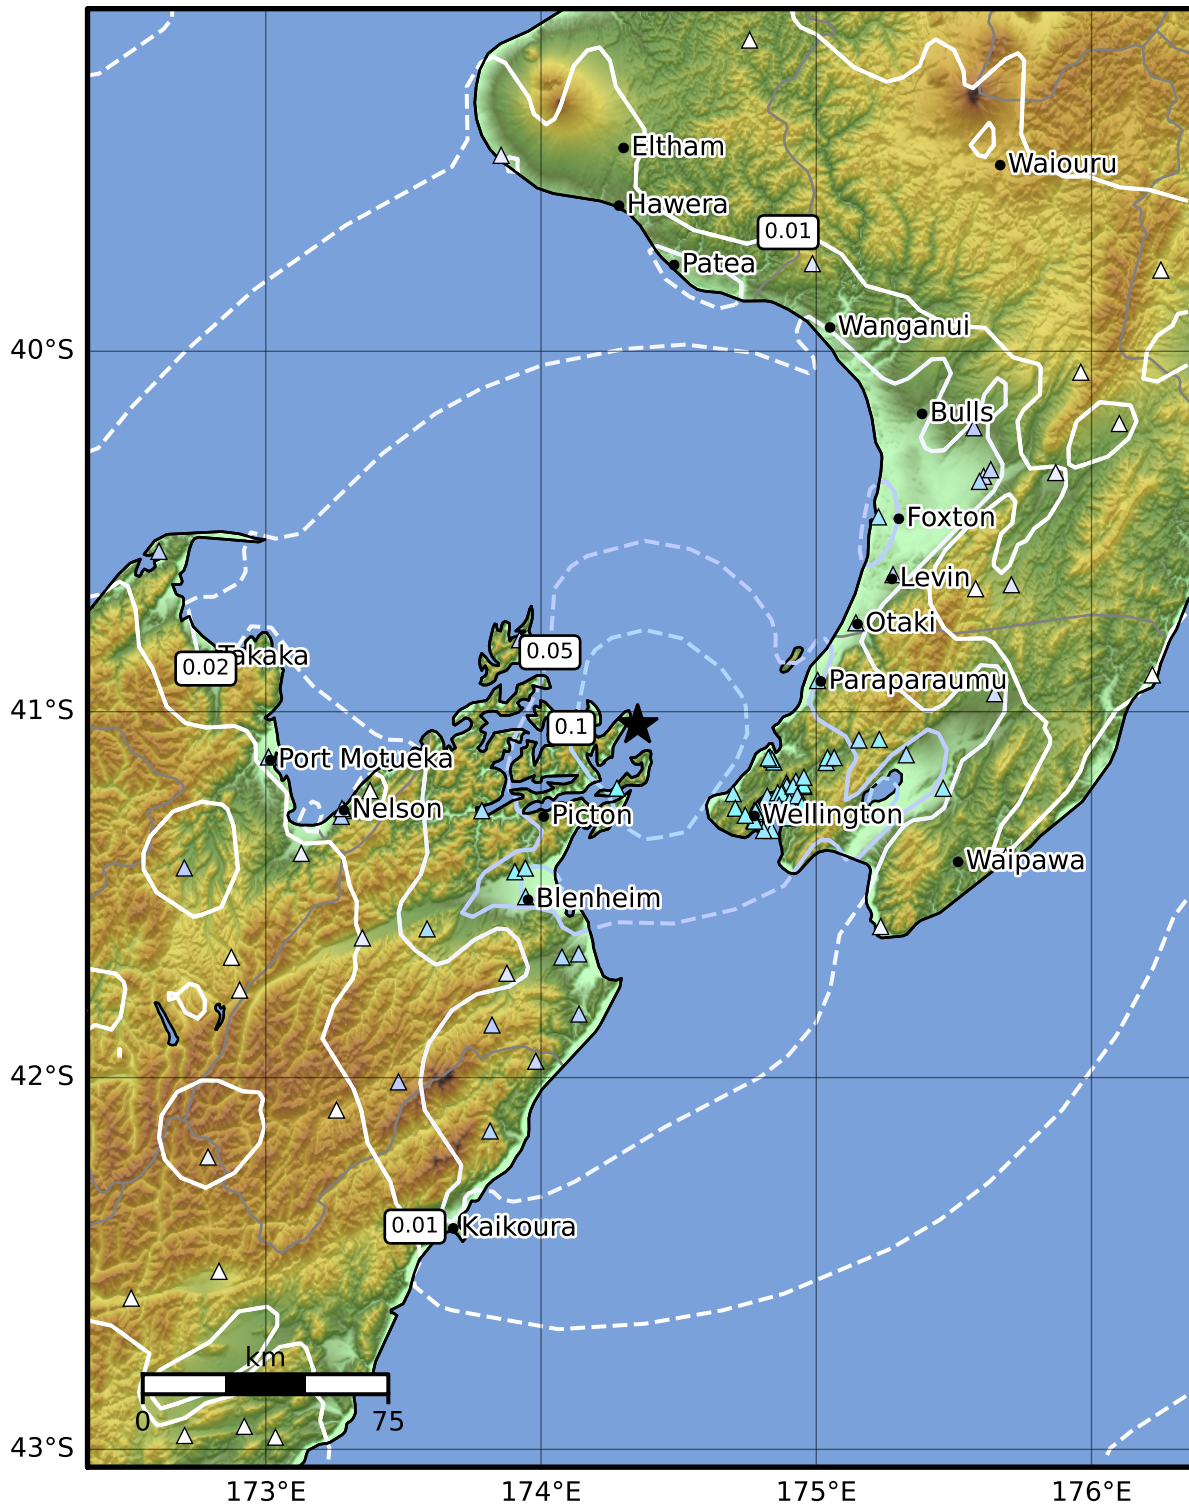 Eltham
Waiouru
Hawera
0.01
Patea
Wanganui
40°S
Bulls
Foxton
Levin
Otaki
0.05
Takaka
0.02
Paraparaumu
41°S
0.1
Port Motueka
Nelson
Picton
Wellington
Waipawa
Blenheim
42°S
0.01
Kaikoura
km
0
75
43°S
173°E
174°E
175°E
176°E